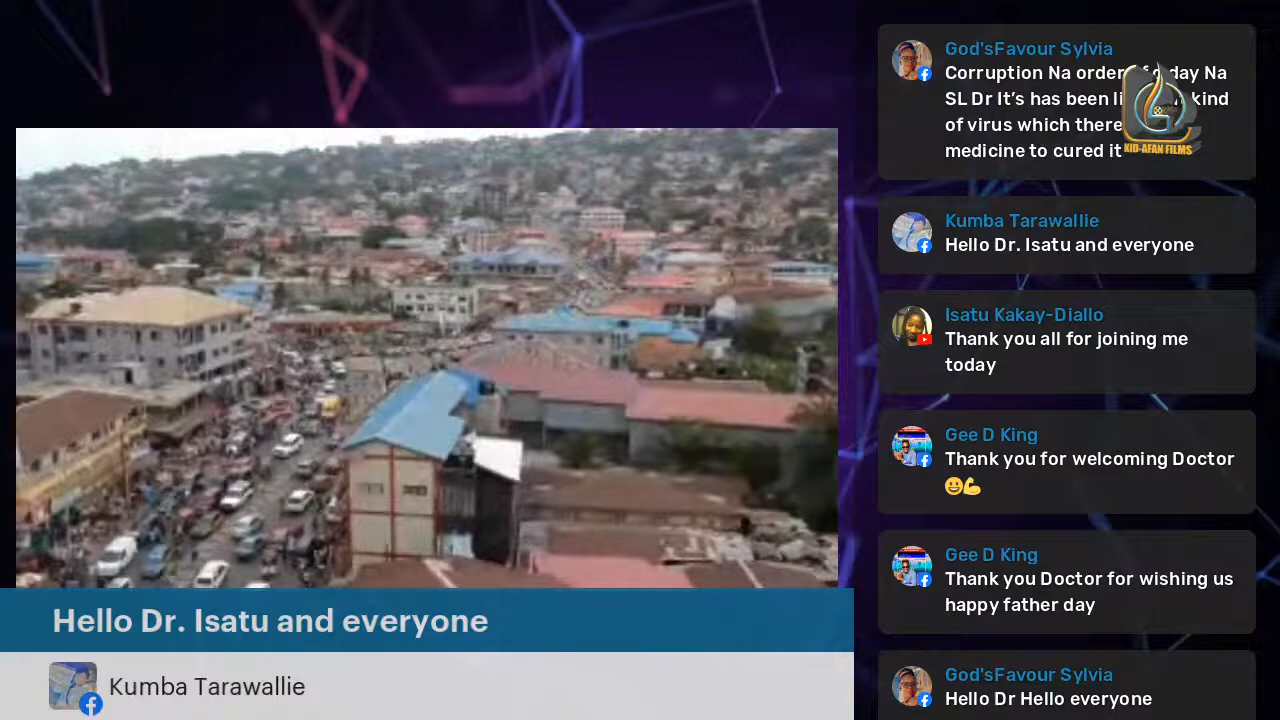 God'sFavour Sylvia
Corruption Na order day Na
SL Dr It’s has been kind
of virus which there
medicine to cured it
KID-AFAN FILMS
Kumba Tarawallie
Hello Dr. Isatu and everyone
Isatu Kakay-Diallo
Thank you all for joining me
today
Gee D King
Thank you for welcoming Doctor
😀💪
Gee D King
Thank you Doctor for wishing us
happy father day
God'sFavour Sylvia
Hello Dr Hello everyone
Hello Dr. Isatu and everyone
Kumba Tarawallie